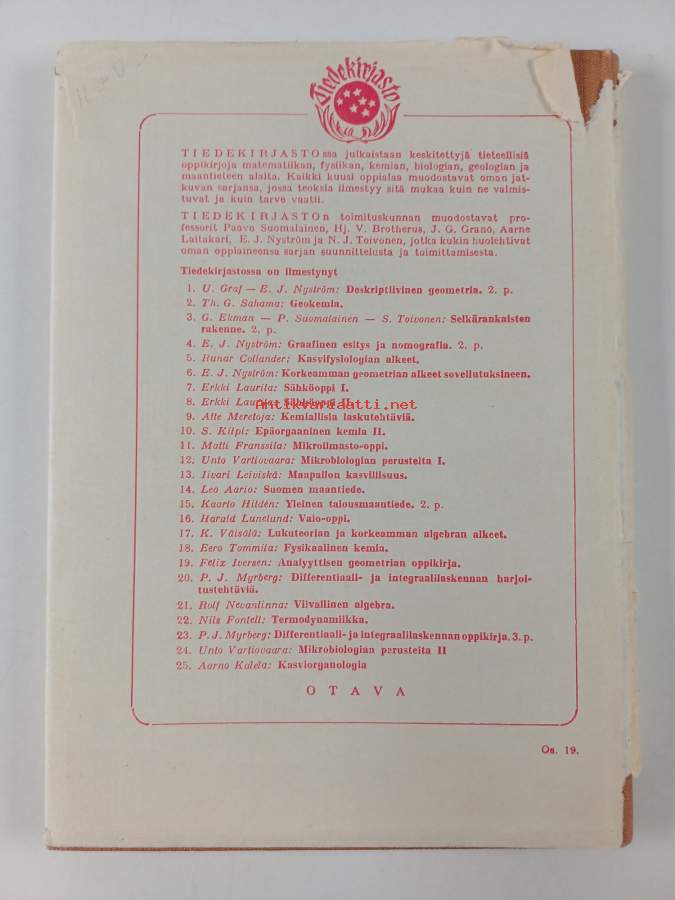 Tiedekirjasto
TIEDEKIRJASTOssa julkaistaan keskitettyjä tieteellisiä
oppikirjoja matematiikan, fysiikan, kemian, biologian, geologian ja
maantieteen alalta. Kaikki kuusi oppialaa muodostavat oman jat-
kuvan sarjansa, jossa teoksia ilmestyy sitä mukaa kuin ne valmis-
tuvat ja kuin tarve vaatii.
TIEDEKIRJASTOn toimituskunnan muodostavat pro-
fessorit Paavo Suomalainen, Hj. V. Brotherus, J. G. Granö, Aarne
Laitakari, E. J. Nyström ja N. J. Toivonen, jotka kukin huolehtivat
oman oppiaineensa sarjan suunnittelusta ja toimittamisesta.
Tiedekirjastossa on ilmestynyt
1. U. Graf — E. J. Nyström: Deskriptiivinen geometria. 2. p.
2. Th. G. Sahama: Geokemia.
3. G. Ekman — P. Suomalainen — S. Toivonen: Selkärankaisten
rakenne. 2. p.
4. E. J. Nyström: Graafinen esitys ja nomografia. 2. p.
5. Runar Collander: Kasvifysiologian alkeet.
6. E. J. Nyström: Korkeamman geometrian alkeet sovellutuksineen.
7. Erkki Laurila: Sähköoppi I.
8. Erkki Laurila: Sähköoppi II.
Antikvariaatti.net
9. Atte Meretoja: Kemiallisia laskutehtäviä.
10. S. Kilpi: Epäorgaaninen kemia II.
11. Matti Franssila: Mikroilmasto-oppi.
12. Unto Vartiovaara: Mikrobiologian perusteita I.
13. Iivari Leiviskä: Maapallon kasvillisuus.
14. Leo Aario: Suomen maantiede.
15. Kaarlo Hildén: Yleinen talousmaantiede. 2. p.
16. Harald Lunelund: Valo-oppi.
17. K. Väisälä: Lukuteorian ja korkeamman algebran alkeet.
18. Eero Tommila: Fysikaalinen kemia.
19. Felix Iversen: Analyyttisen geometrian oppikirja.
20. P. J. Myrberg: Differentiaali- ja integraalilaskennan harjoi-
tustehtäviä.
21. Rolf Nevanlinna: Viivallinen algebra.
22. Nils Fontell: Termodynamiikka.
23. P. J. Myrberg: Differentiaali- ja integraalilaskennan oppikirja. 3. p.
24. Unto Vartiovaara: Mikrobiologian perusteita II
25. Aarno Kalela: Kasviorganologia
OTAVA
Os. 19.